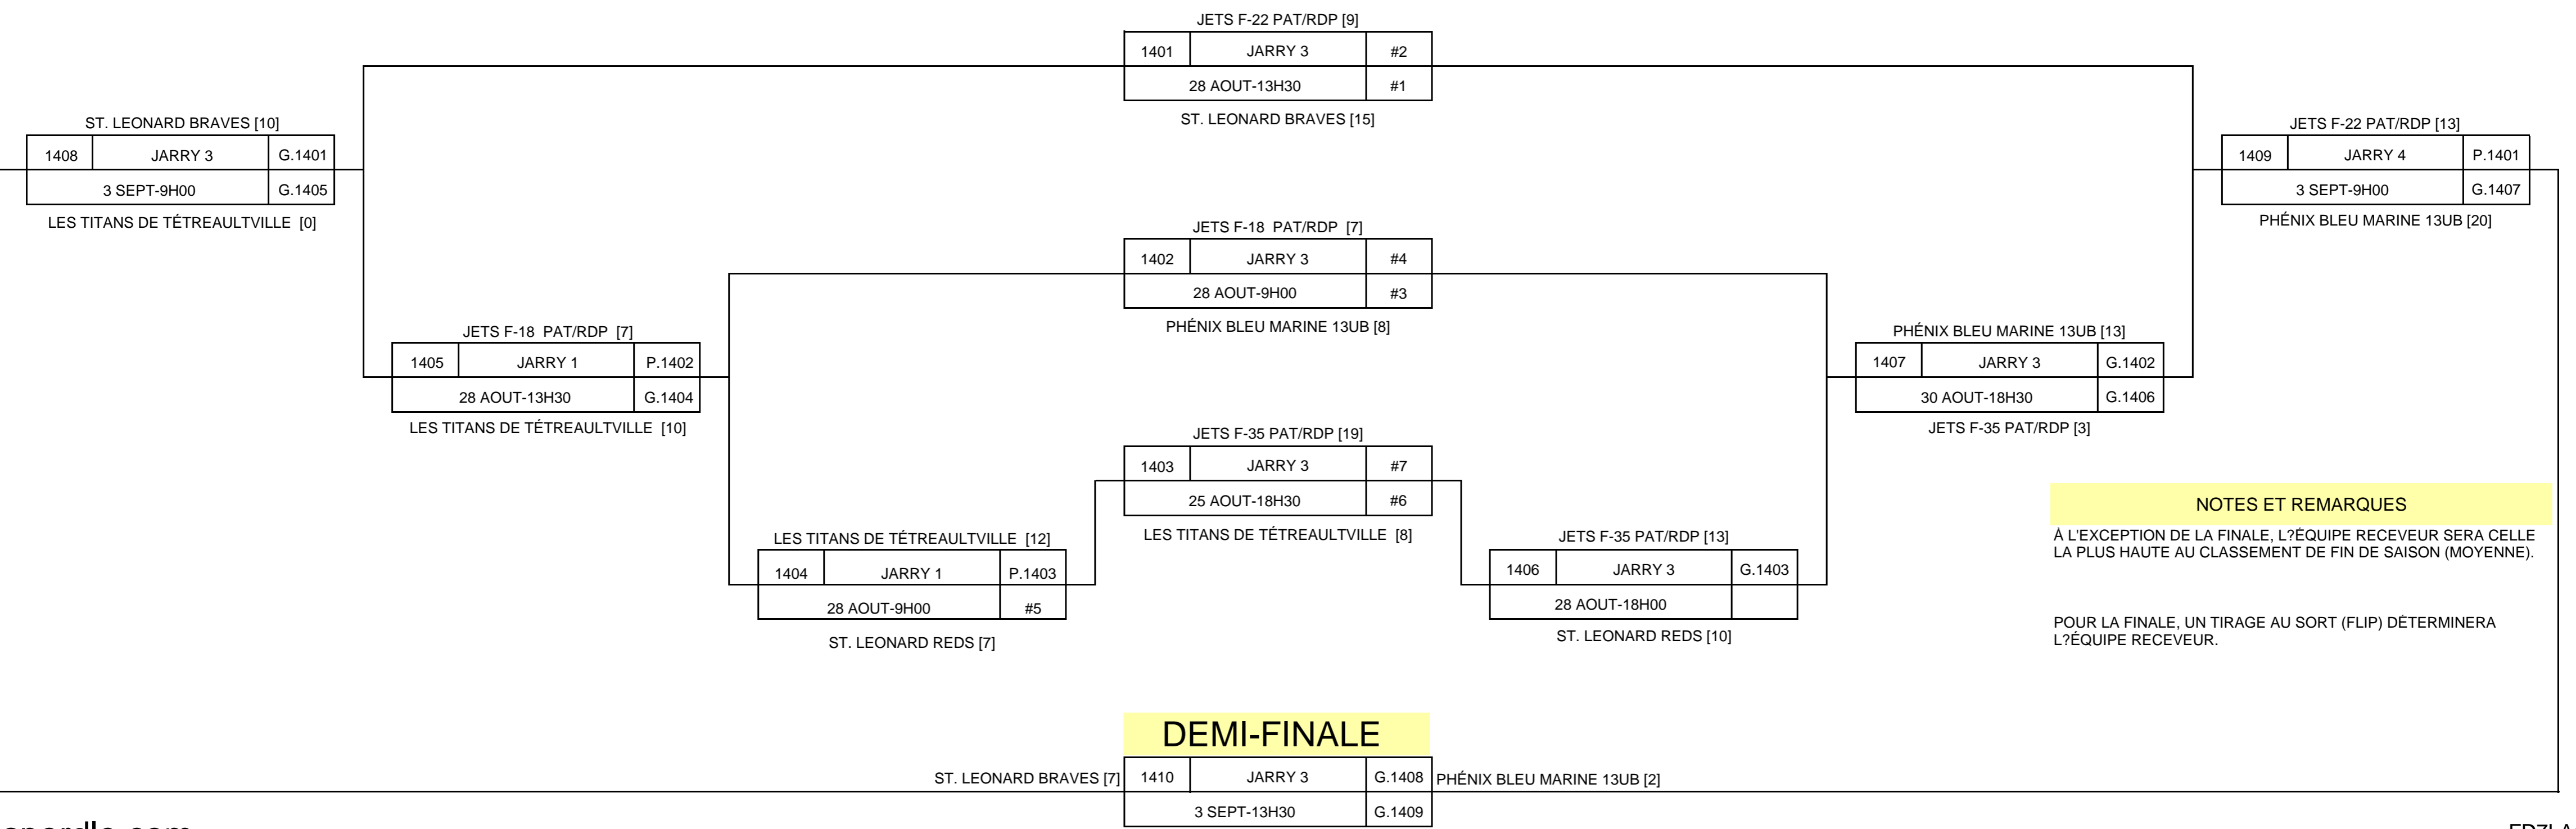 JETS F-22 PAT/RDP [9]
1401 JARRY 3 #2
28 AOUT-13H30 #1
ST. LEONARD BRAVES [15]
ST. LEONARD BRAVES [10]
1408 JARRY 3 G.1401
3 SEPT-9H00 G.1405
LES TITANS DE TÉTREAULTVILLE [0]
JETS F-22 PAT/RDP [13]
1409 JARRY 4 P.1401
3 SEPT-9H00 G.1407
PHÉNIX BLEU MARINE 13UB [20]
JETS F-18 PAT/RDP [7]
1402 JARRY 3 #4
28 AOUT-9H00 #3
PHÉNIX BLEU MARINE 13UB [8]
JETS F-18 PAT/RDP [7]
1405 JARRY 1 P.1402
28 AOUT-13H30 G.1404
LES TITANS DE TÉTREAULTVILLE [10]
PHÉNIX BLEU MARINE 13UB [13]
1407 JARRY 3 G.1402
30 AOUT-18H30 G.1406
JETS F-35 PAT/RDP [3]
JETS F-35 PAT/RDP [19]
1403 JARRY 3 #7
25 AOUT-18H30 #6
LES TITANS DE TÉTREAULTVILLE [8]
LES TITANS DE TÉTREAULTVILLE [12]
1404 JARRY 1 P.1403
28 AOUT-9H00 #5
ST. LEONARD REDS [7]
JETS F-35 PAT/RDP [13]
1406 JARRY 3 G.1403
28 AOUT-18H00
ST. LEONARD REDS [10]
NOTES ET REMARQUES
À L'EXCEPTION DE LA FINALE, L?ÉQUIPE RECEVEUR SERA CELLE
LA PLUS HAUTE AU CLASSEMENT DE FIN DE SAISON (MOYENNE).
POUR LA FINALE, UN TIRAGE AU SORT (FLIP) DÉTERMINERA
L?ÉQUIPE RECEVEUR.
DEMI-FINALE
ST. LEONARD BRAVES [7] 1410 JARRY 3 G.1408 PHÉNIX BLEU MARINE 13UB [2]
3 SEPT-13H30 G.1409